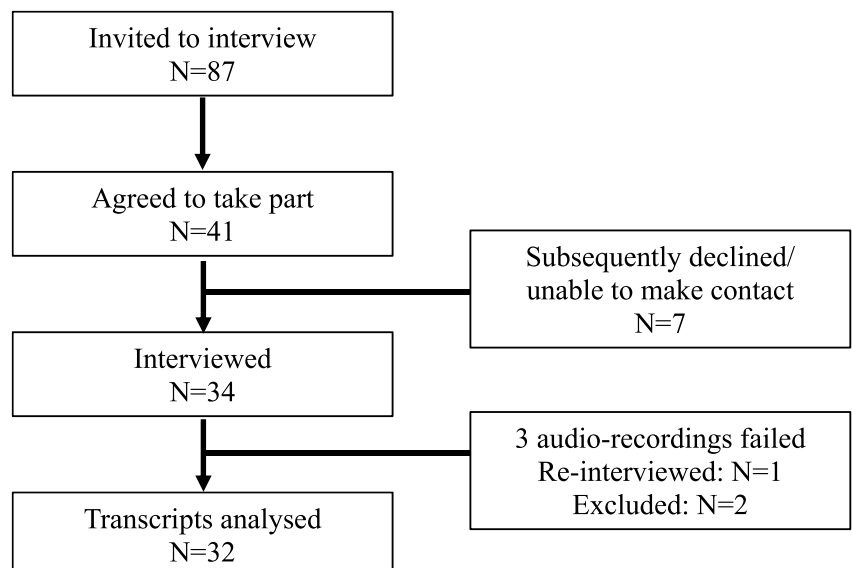 Invited to interview
N=87
Agreed to take part
N=41
Subsequently declined/
unable to make contact
N=7
Interviewed
N=34
3 audio-recordings failed
Re-interviewed: N=1
Excluded: N=2
Transcripts analysed
N=32